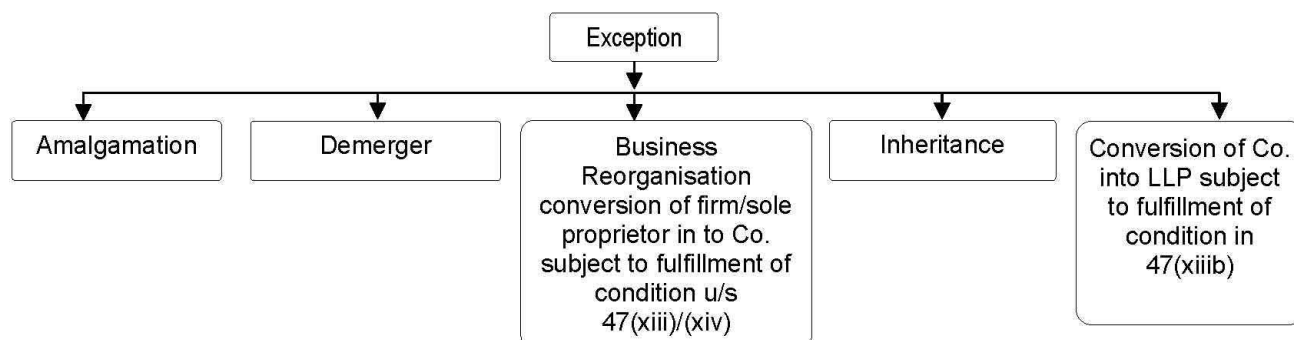 Exception
Amalgamation
Demerger
Business
Reorganisation
conversion of firm/sole
proprietor in to Co.
subject to fulfillment of
condition u/s
47(xiii)/(xiv)
Inheritance
Conversion of Co.
into LLP subject
to fulfillment of
condition in
47(xiiib)